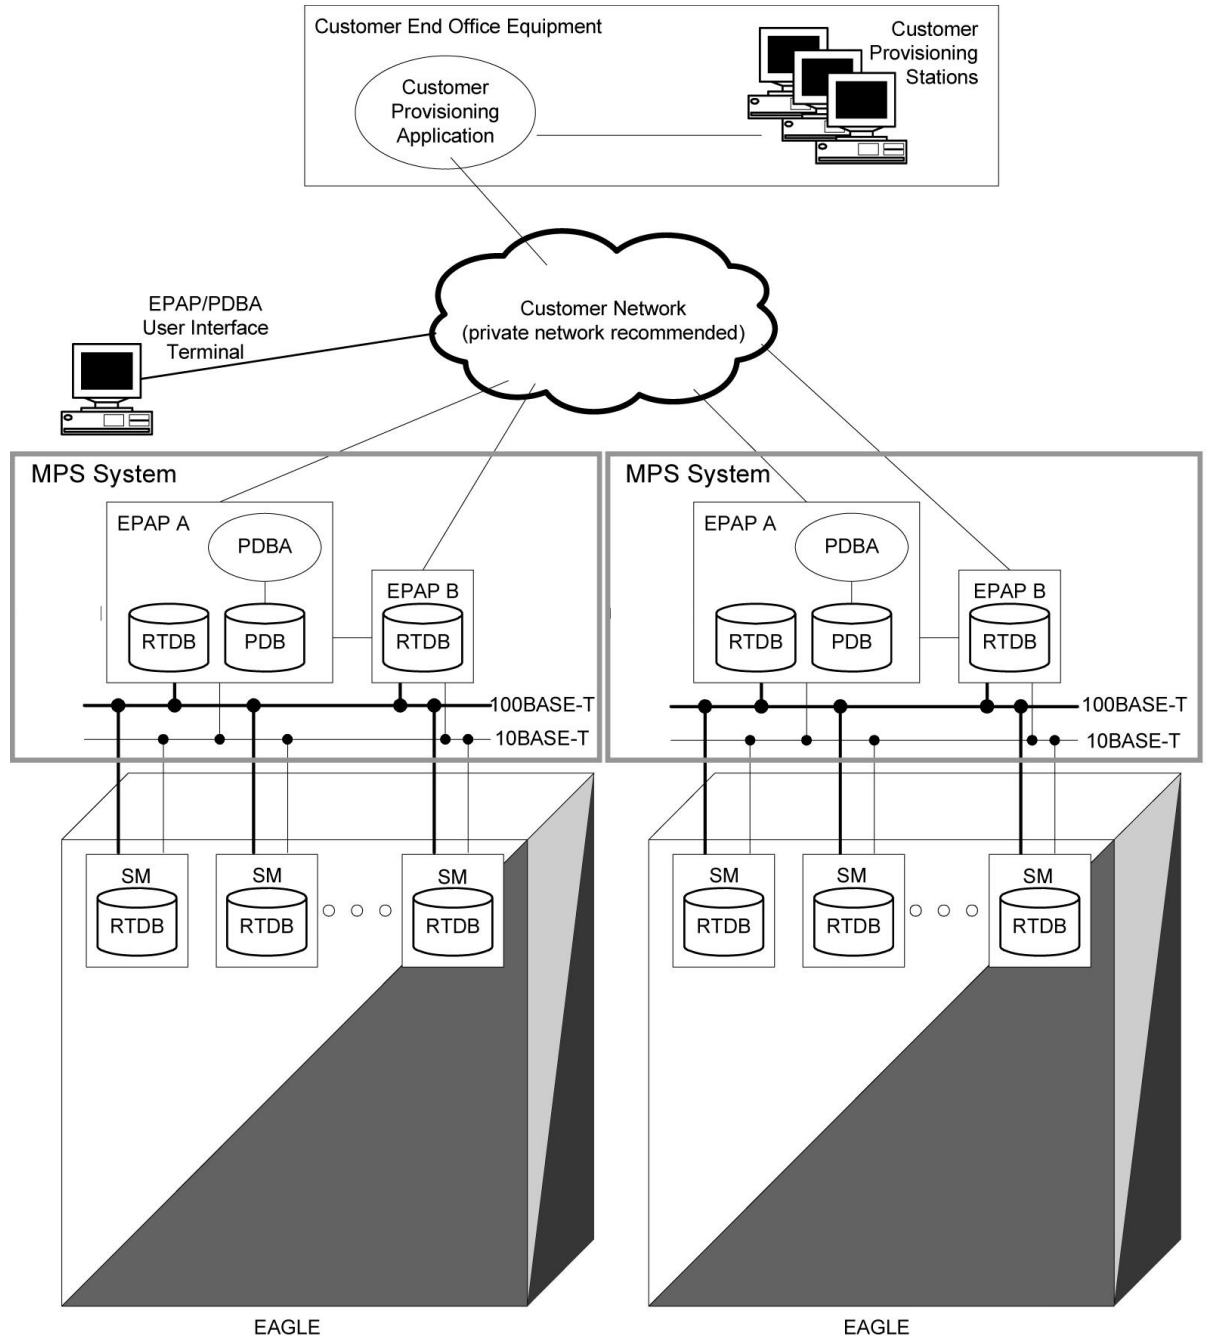 Customer End Office Equipment
Customer
Provisioning
Stations
Customer
Provisioning
Application
EPAP/PDBA
User Interface
Terminal
Customer Network
(private network recommended)
MPS System
EPAP A
PDBA
EPAP B
RTDB
PDB
RTDB
100BASE-T
10BASE-T
SM
RTDB
SM
RTDB
SM
RTDB
EAGLE
MPS System
EPAP A
PDBA
EPAP B
RTDB
PDB
RTDB
100BASE-T
10BASE-T
SM
RTDB
SM
RTDB
SM
RTDB
EAGLE